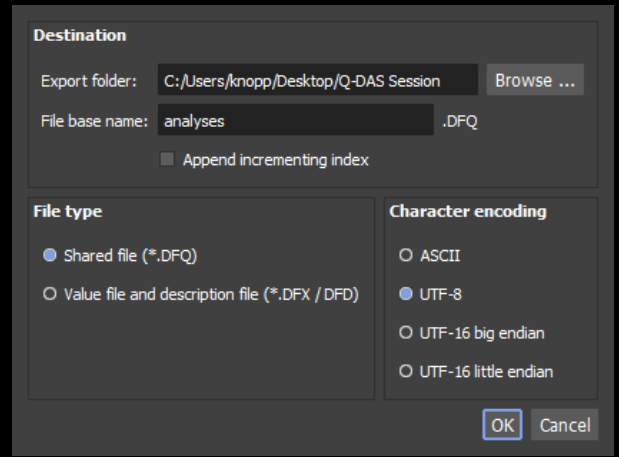 Destination
Export folder: C:/Users/knopp/Desktop/Q-DAS Session Browse ...
File base name: analyses .DFQ
Append incrementing index
File type
Shared file (*.DFQ)
Value file and description file (*.DFX / DFD)
Character encoding
ASCII
UTF-8
UTF-16 big endian
UTF-16 little endian
OK Cancel